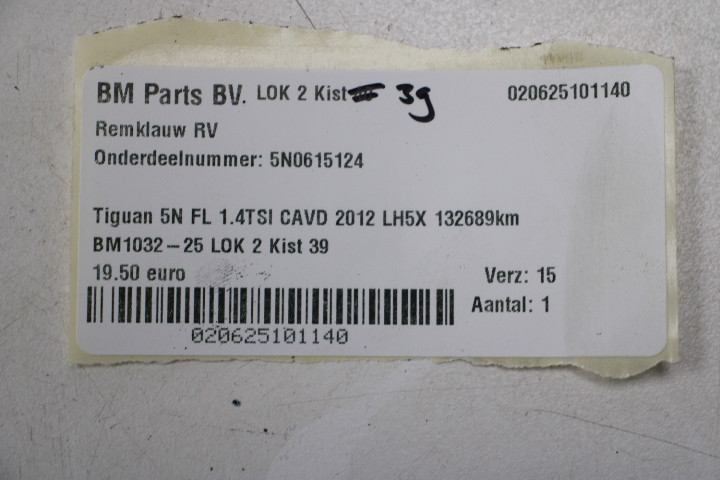 BM Parts BV. LOK 2 Kist 39 020625101140
Remklauw RV
Onderdeelnummer: 5N0615124
Tiguan 5N FL 1.4TSI CAVD 2012 LH5X 132689km
BM1032-25 LOK 2 Kist 39
19.50 euro Verz: 15
Aantal: 1
020625101140